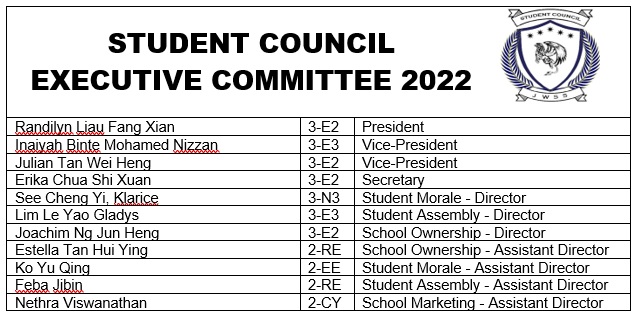 STUDENT COUNCIL
EXECUTIVE COMMITTEE 2022
STUDENT COUNCIL
JWSS
Randilyn Liau Fang Xian 3-E2 President
Inaiyah Binte Mohamed Nizzan 3-E3 Vice-President
Julian Tan Wei Heng 3-E2 Vice-President
Erika Chua Shi Xuan 3-E2 Secretary
See Cheng Yi, Klarice 3-N3 Student Morale - Director
Lim Le Yao Gladys 3-E3 Student Assembly - Director
Joachim Ng Jun Heng 3-E2 School Ownership - Director
Estella Tan Hui Ying 2-RE School Ownership - Assistant Director
Ko Yu Qing 2-EE Student Morale - Assistant Director
Feba Jibin 2-RE Student Assembly - Assistant Director
Nethra Viswanathan 2-CY School Marketing - Assistant Director